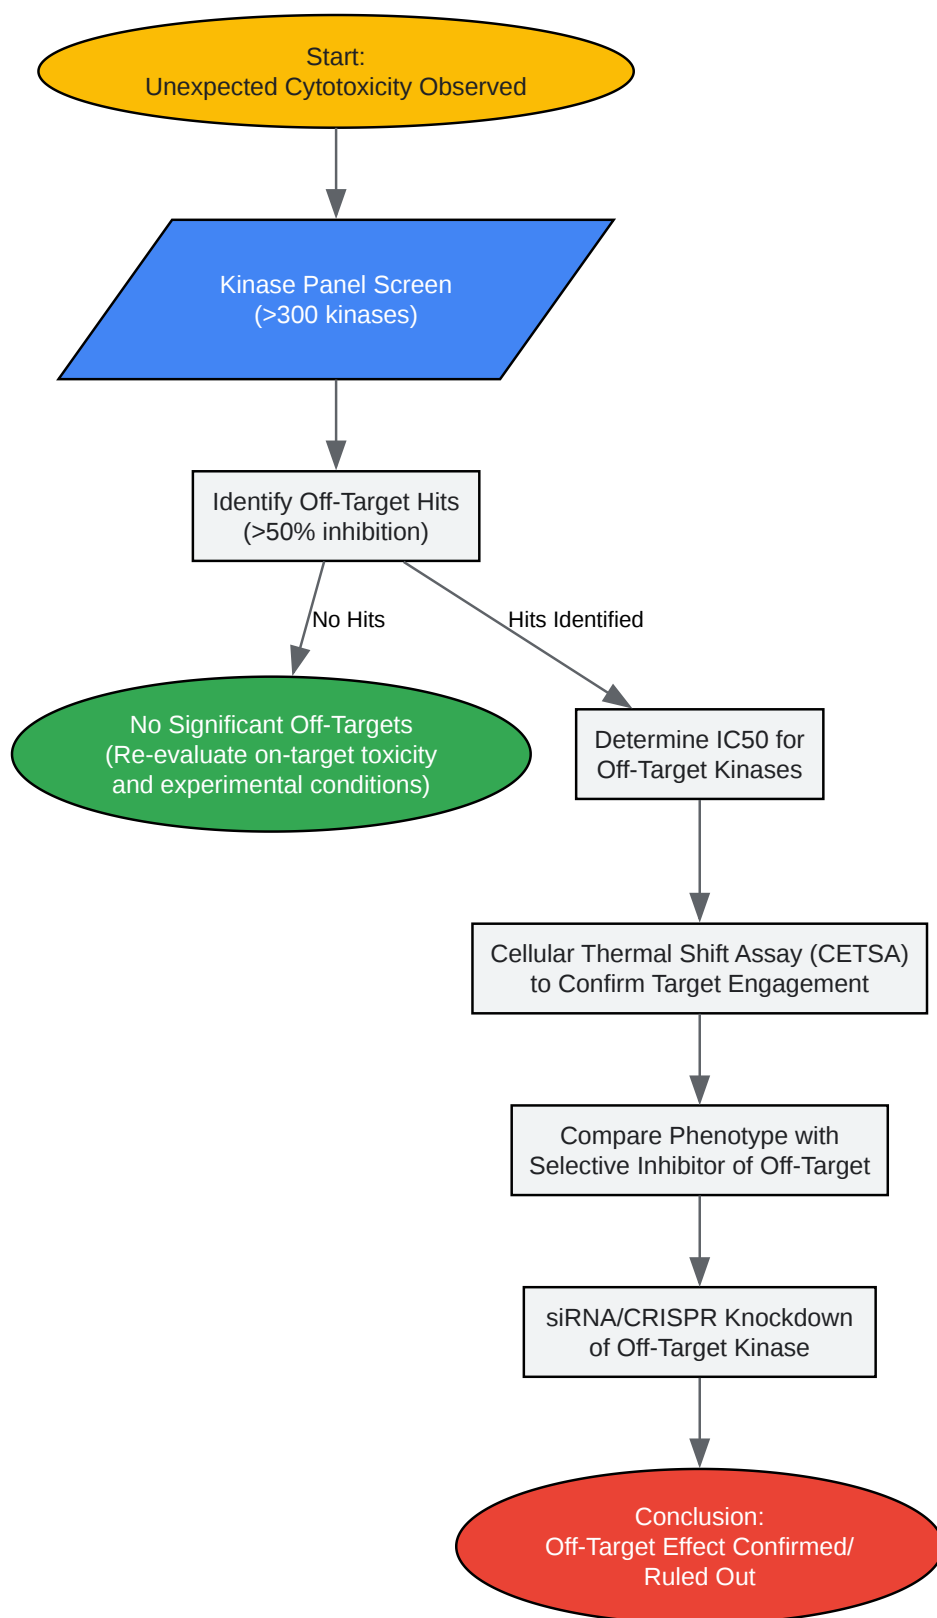 Start:
Unexpected Cytotoxicity Observed
Kinase Panel Screen
(>300 kinases)
Identify Off-Target Hits
(>50% inhibition)
No Hits
Hits Identified
No Significant Off-Targets
(Re-evaluate on-target toxicity
and experimental conditions)
Determine IC50 for
Off-Target Kinases
Cellular Thermal Shift Assay (CETSA)
to Confirm Target Engagement
Compare Phenotype with
Selective Inhibitor of Off-Target
siRNA/CRISPR Knockdown
of Off-Target Kinase
Conclusion:
Off-Target Effect Confirmed/
Ruled Out